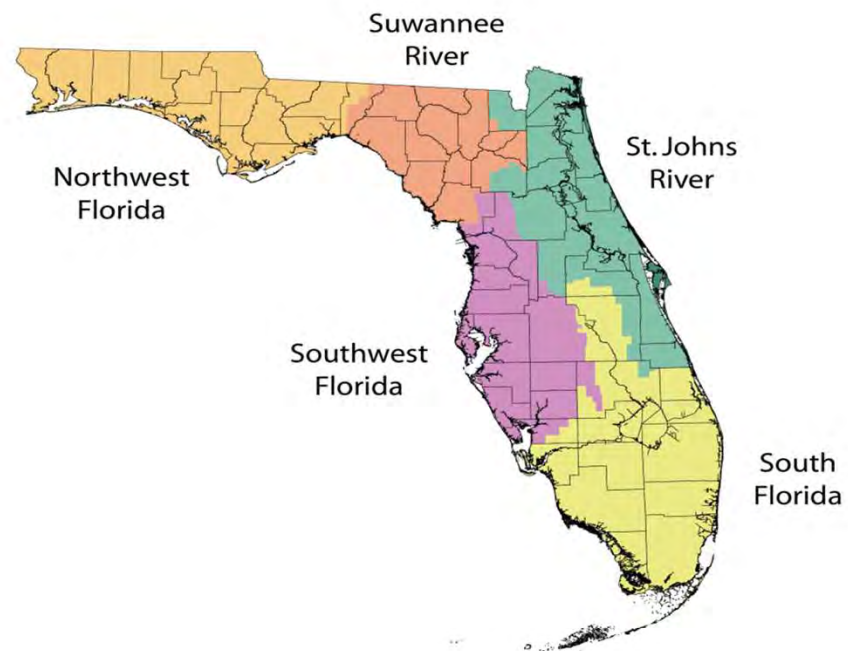 Suwannee
River
Northwest
Florida
St. Johns
River
Southwest
Florida
South
Florida